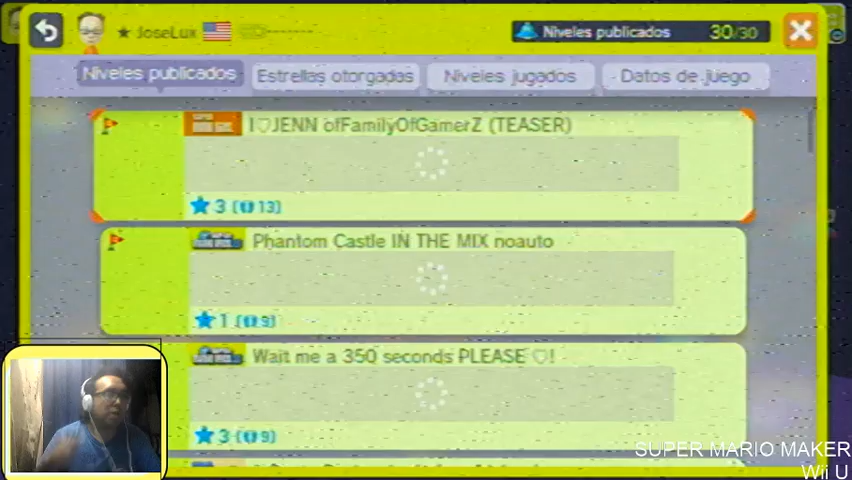 ★ JoseLux
Niveles publicados 30/30
Niveles publicados
Estrellas otorgadas
Niveles jugados
Datos de juego
I♡JENN ofFamilyOfGamerZ (TEASER)
★3 (13)
Phantom Castle IN THE MIX noauto
★1 (9)
Wait me a 350 seconds PLEASE ♡!
★3 (9)
SUPER MARIO MAKER
Wii U